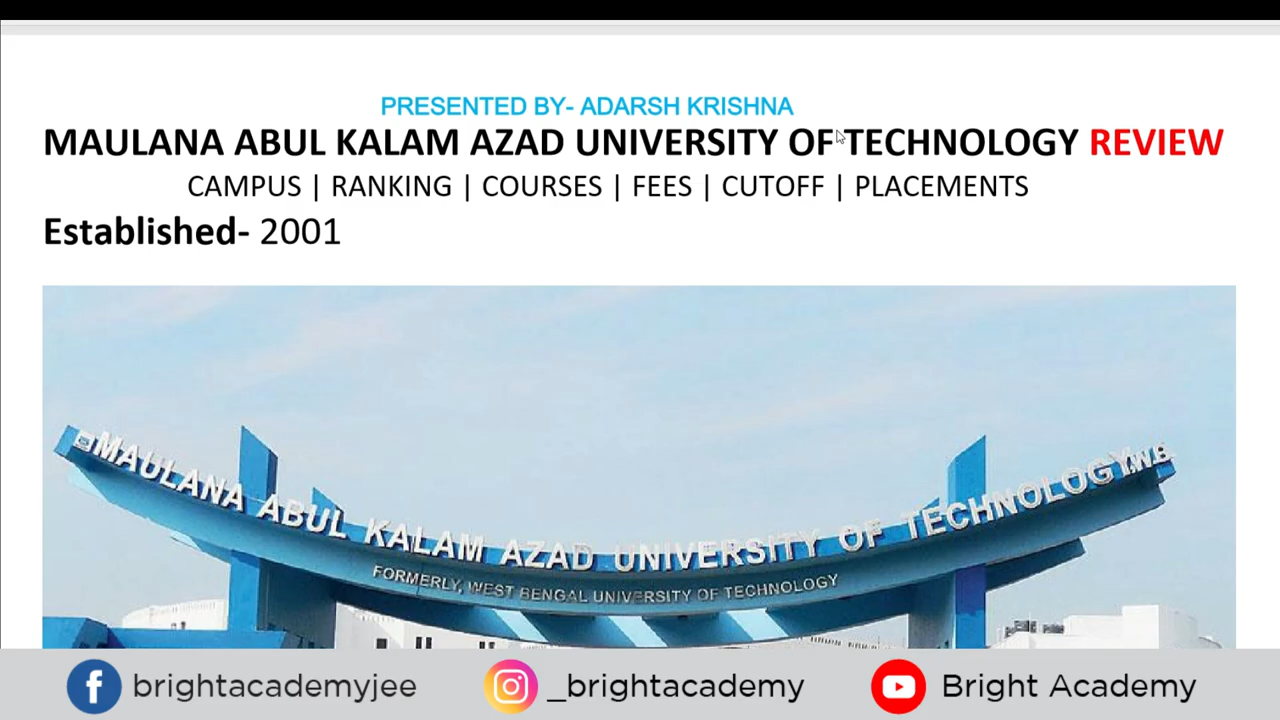 PRESENTED BY- ADARSH KRISHNA
MAULANA ABUL KALAM AZAD UNIVERSITY OF TECHNOLOGY REVIEW
CAMPUS | RANKING | COURSES | FEES | CUTOFF | PLACEMENTS
Established- 2001
MAULANA ABUL KALAM AZAD UNIVERSITY OF TECHNOLOGY,W.B.
FORMERLY, WEST BENGAL UNIVERSITY OF TECHNOLOGY
brightacademyjee
_brightacademy
Bright Academy